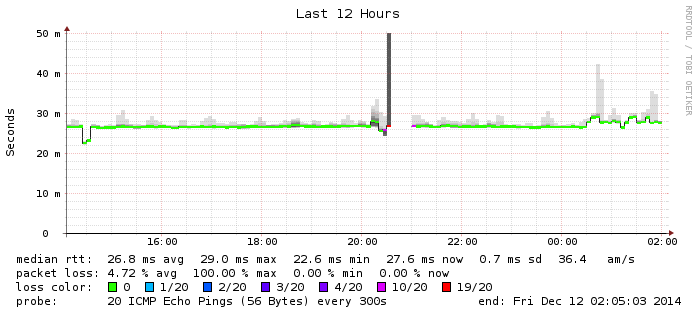 Last 12 Hours
RRDTOOL / TOBI OETIKER
Seconds
50 m
40 m
30 m
20 m
10 m
0
16:00 18:00 20:00 22:00 00:00 02:00
median rtt: 26.8 ms avg 29.0 ms max 22.6 ms min 27.6 ms now 0.7 ms sd 36.4 am/s
packet loss: 4.72 % avg 100.00 % max 0.00 % min 0.00 % now
loss color: 0 1/20 2/20 3/20 4/20 10/20 19/20
probe: 20 ICMP Echo Pings (56 Bytes) every 300s end: Fri Dec 12 02:05:03 2014